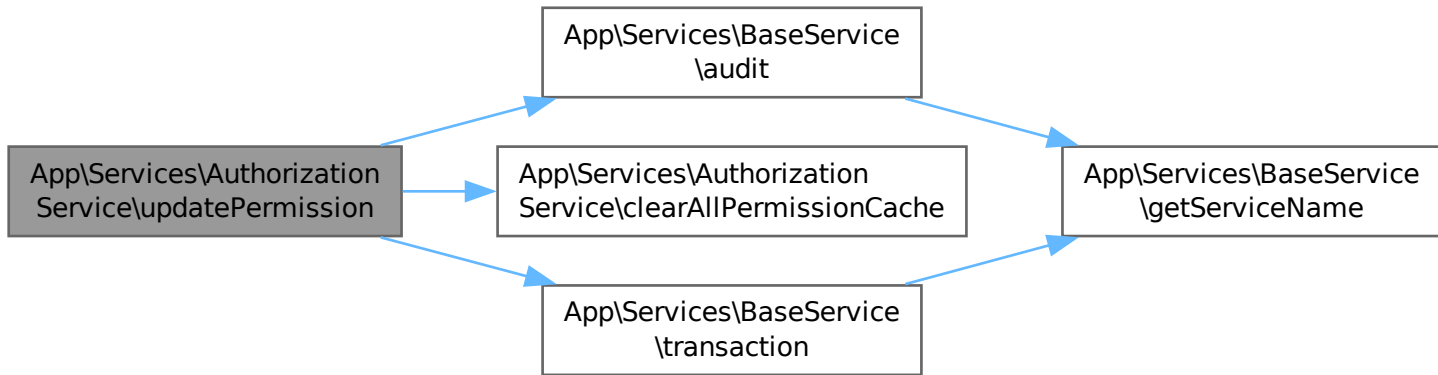 App\Services\BaseService
\audit
App\Services\Authorization
Service\updatePermission
App\Services\Authorization
Service\clearAllPermissionCache
App\Services\BaseService
\getServiceName
App\Services\BaseService
\transaction